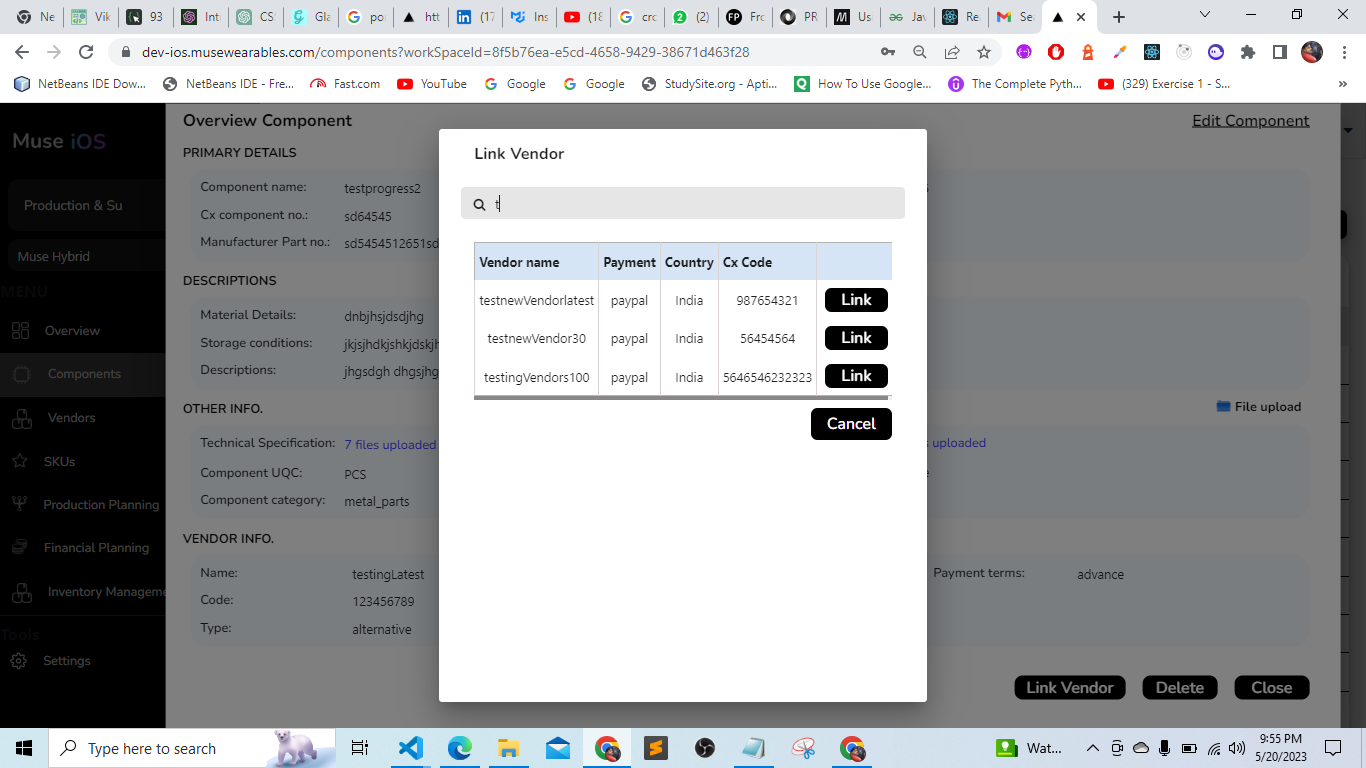 Ne
Vik
93
Int
CS
Gla
po
htt
(17
Ins
(18
crc
(2)
Fro
PR
Us
Jav
Re
Se
dev-ios.musewearables.com/components?workSpaceId=8f5b76ea-e5cd-4658-9429-38671d463f28
NetBeans IDE Dow...
NetBeans IDE - Fre...
Fast.com
YouTube
Google
Google
StudySite.org - Apti...
How To Use Google...
The Complete Pyth...
(329) Exercise 1 - S...
»
Muse iOS
Production & Su
Muse Hybrid
MENU
Overview
Components
Vendors
SKUs
Production Planning
Financial Planning
Inventory Manageme
Tools
Settings
Overview Component
Edit Component
PRIMARY DETAILS
Component name: testprogress2
Cx component no.: sd64545
Manufacturer Part no.: sd5454512651sd
DESCRIPTIONS
Material Details: dnbjhsjdsdjhg
Storage conditions: jkjsjhdkjshkjdskjh
Descriptions: jhgsdgh dhgsjhg
OTHER INFO.
File upload
Technical Specification: 7 files uploaded
uploaded
Component UQC: PCS
Component category: metal_parts
VENDOR INFO.
Name: testingLatest
Payment terms: advance
Code: 123456789
Type: alternative
Link Vendor
Delete
Close
Link Vendor
t
Vendor name Payment Country Cx Code
testnewVendorlatest paypal India 987654321 Link
testnewVendor30 paypal India 56454564 Link
testingVendors100 paypal India 5646546232323 Link
Cancel
Type here to search
Wat...
9:55 PM
5/20/2023